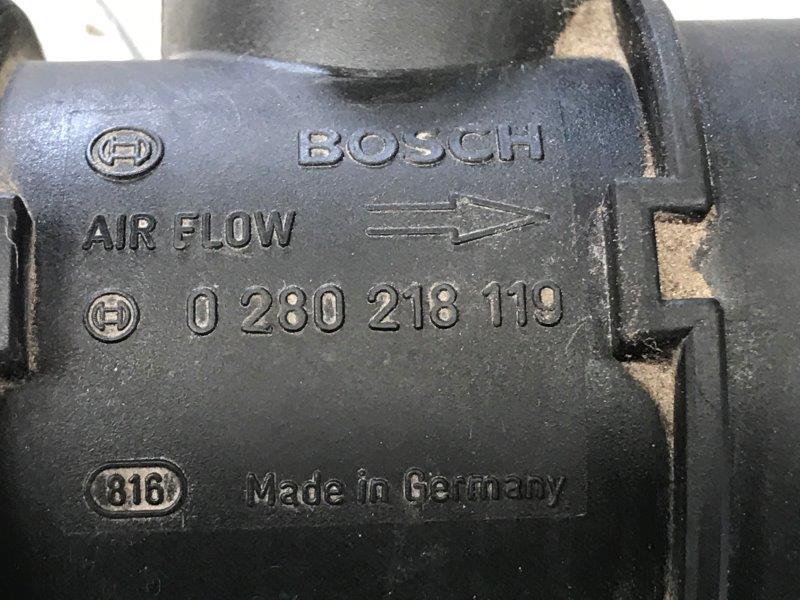 BOSCH
AIR FLOW
0 280 218 119
816 Made in Germany